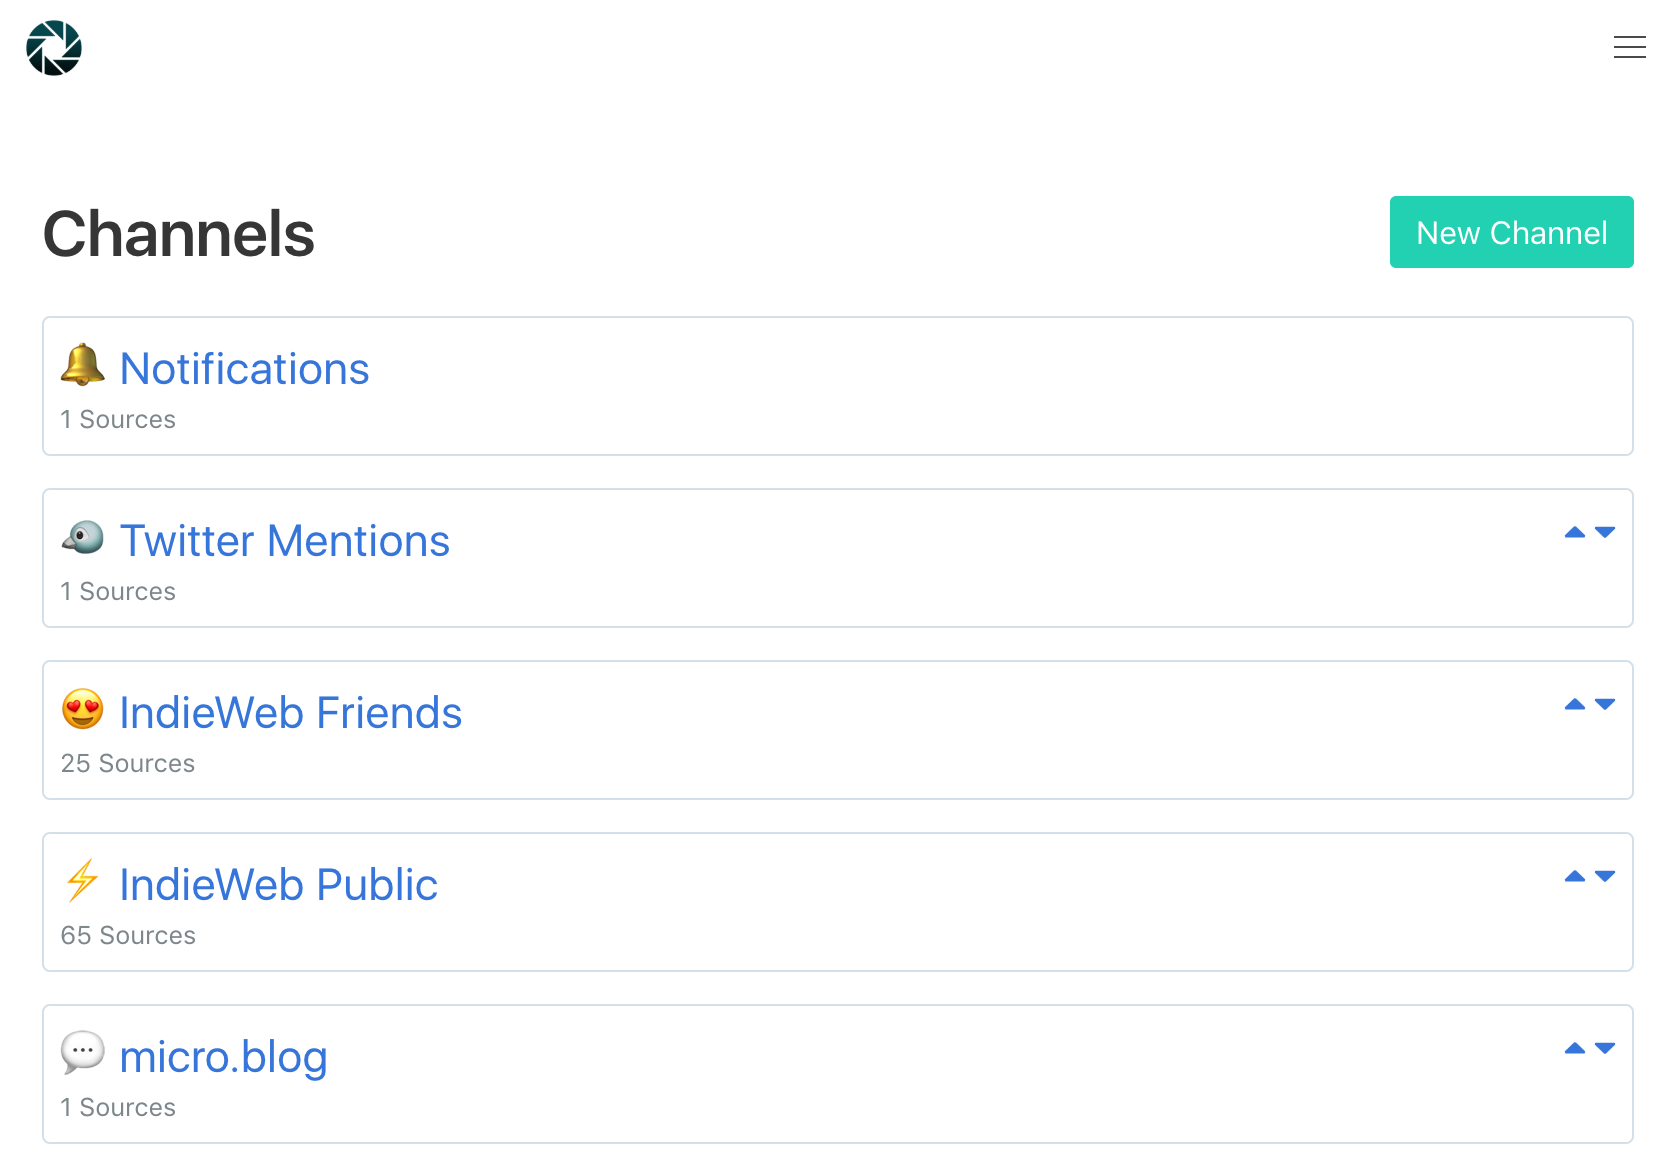 Channels
New Channel
🔔 Notifications
1 Sources
🐦 Twitter Mentions
1 Sources
😍 IndieWeb Friends
25 Sources
⚡ IndieWeb Public
65 Sources
💬 micro.blog
1 Sources